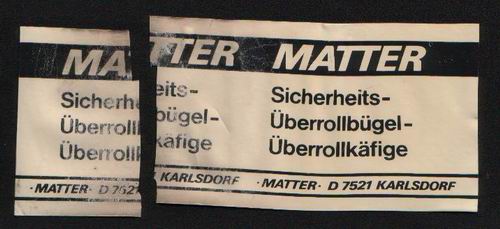 MATTER MATTER
Sicherheits- Sicherheits-
Überrollbügel- Überrollbügel-
Überrollkäfige Überrollkäfige
·MATTER· D 7521 KARLSDORF ·MATTER· D 7521 KARLSDORF